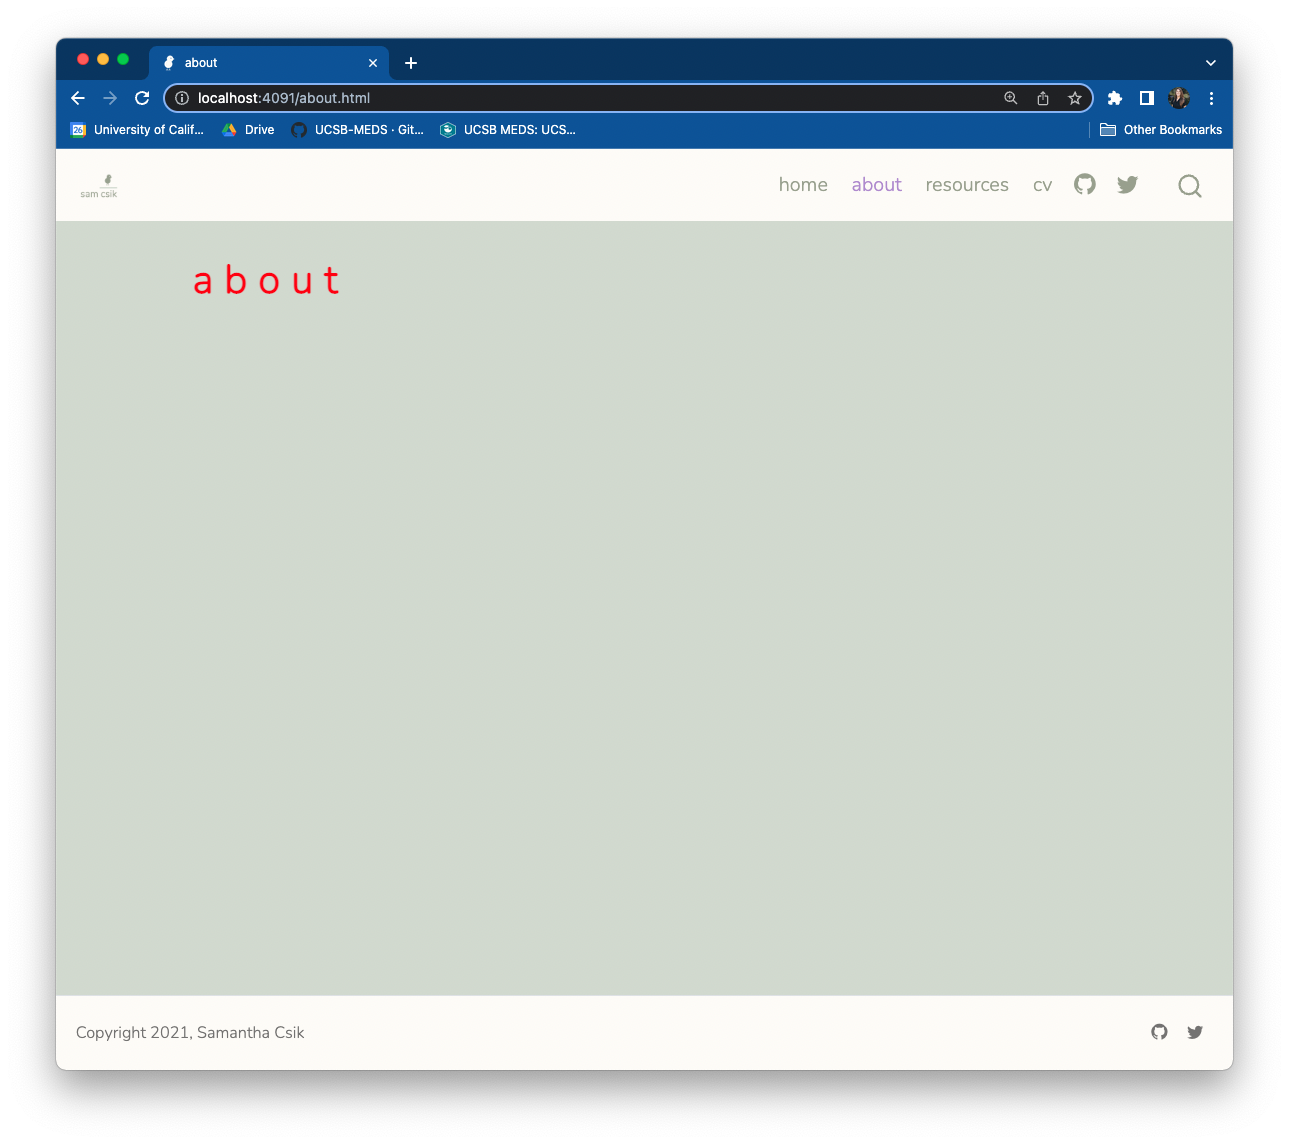 about
localhost:4091/about.html
26 University of Calif... Drive UCSB-MEDS · Git... UCSB MEDS: UCS... Other Bookmarks
sam csik
home about resources cv
about
Copyright 2021, Samantha Csik